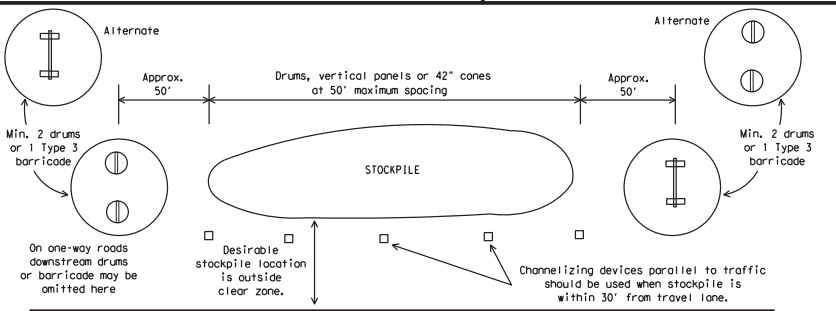 Alternate
Alternate
Approx.
50'
Drums, vertical panels or 42" cones
at 50' maximum spacing
Approx.
50'
Min. 2 drums
or 1 Type 3
barricade
STOCKPILE
Min. 2 drums
or 1 Type 3
barricade
On one-way roads
downstream drums
or barricade may be
omitted here
Desirable
stockpile location
is outside
clear zone.
Channelizing devices parallel to traffic
should be used when stockpile is
within 30' from travel lane.